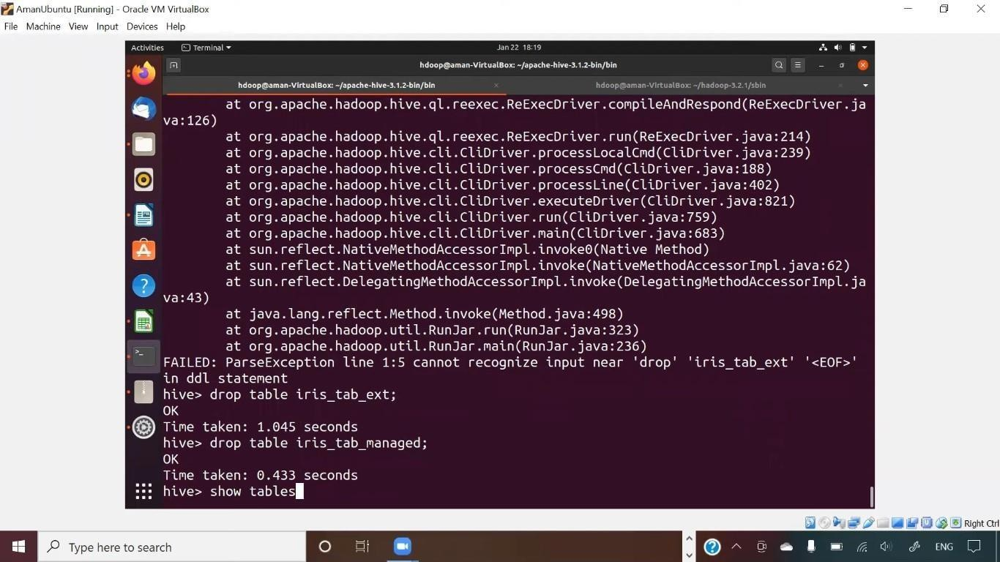 AmanUbuntu [Running] - Oracle VM VirtualBox
File Machine View Input Devices Help
Activities Terminal Jan 22 18:19
hdoop@aman-VirtualBox: ~/apache-hive-3.1.2-bin/bin
hdoop@aman-VirtualBox: ~/apache-hive-3.1.2-bin/bin hdoop@aman-VirtualBox: ~/hadoop-3.2.1/sbin
at org.apache.hadoop.hive.ql.reexec.ReExecDriver.compileAndRespond(ReExecDriver.ja
va:126)
at org.apache.hadoop.hive.ql.reexec.ReExecDriver.run(ReExecDriver.java:214)
at org.apache.hadoop.hive.cli.CliDriver.processLocalCmd(CliDriver.java:239)
at org.apache.hadoop.hive.cli.CliDriver.processCmd(CliDriver.java:188)
at org.apache.hadoop.hive.cli.CliDriver.processLine(CliDriver.java:402)
at org.apache.hadoop.hive.cli.CliDriver.executeDriver(CliDriver.java:821)
at org.apache.hadoop.hive.cli.CliDriver.run(CliDriver.java:759)
at org.apache.hadoop.hive.cli.CliDriver.main(CliDriver.java:683)
at sun.reflect.NativeMethodAccessorImpl.invoke0(Native Method)
at sun.reflect.NativeMethodAccessorImpl.invoke(NativeMethodAccessorImpl.java:62)
at sun.reflect.DelegatingMethodAccessorImpl.invoke(DelegatingMethodAccessorImpl.ja
va:43)
at java.lang.reflect.Method.invoke(Method.java:498)
at org.apache.hadoop.util.RunJar.run(RunJar.java:323)
at org.apache.hadoop.util.RunJar.main(RunJar.java:236)
FAILED: ParseException line 1:5 cannot recognize input near 'drop' 'iris_tab_ext' '<EOF>'
in ddl statement
hive> drop table iris_tab_ext;
OK
Time taken: 1.045 seconds
hive> drop table iris_tab_managed;
OK
Time taken: 0.433 seconds
hive> show tables
Right Ctrl
Type here to search
ENG